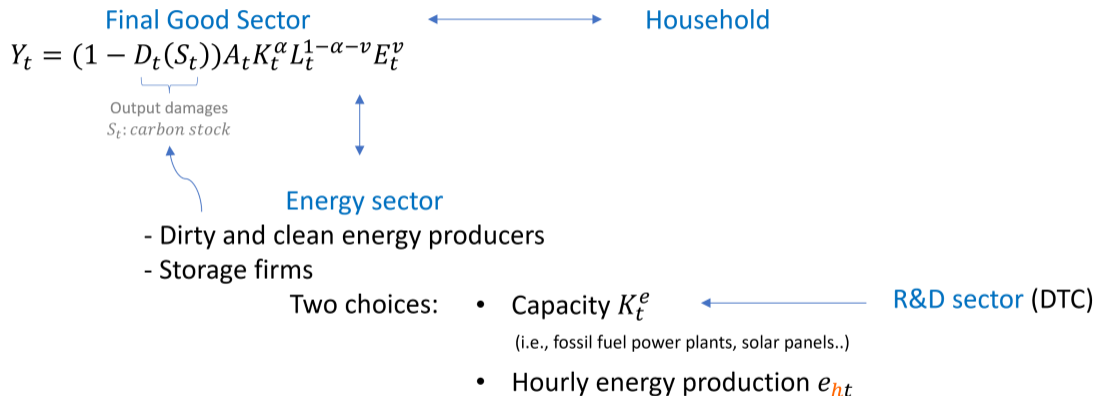 Final Good Sector
Household
Y_t = (1 − D_t(S_t))A_t K_t^α L_t^{1−α−v} E_t^v
Output damages
S_t: carbon stock
Energy sector
- Dirty and clean energy producers
- Storage firms
Two choices:
• Capacity K_t^e
R&D sector (DTC)
(i.e., fossil fuel power plants, solar panels..)
• Hourly energy production e_{ht}